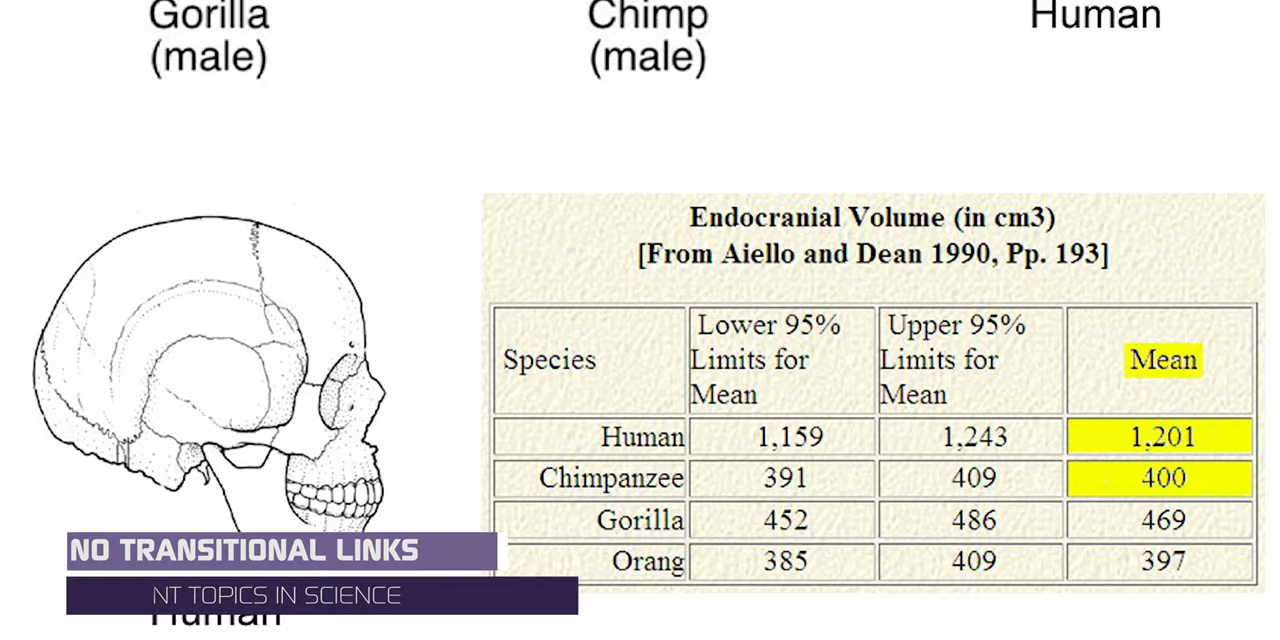 Gorilla
(male)
Chimp
(male)
Human
Endocranial Volume (in cm3)
[From Aiello and Dean 1990, Pp. 193]
Species
Lower 95%
Limits for
Mean
Upper 95%
Limits for
Mean
Mean
Human 1,159 1,243 1,201
Chimpanzee 391 409 400
Gorilla 452 486 469
Orang 385 409 397
NO TRANSITIONAL LINKS
NT TOPICS IN SCIENCE
Human